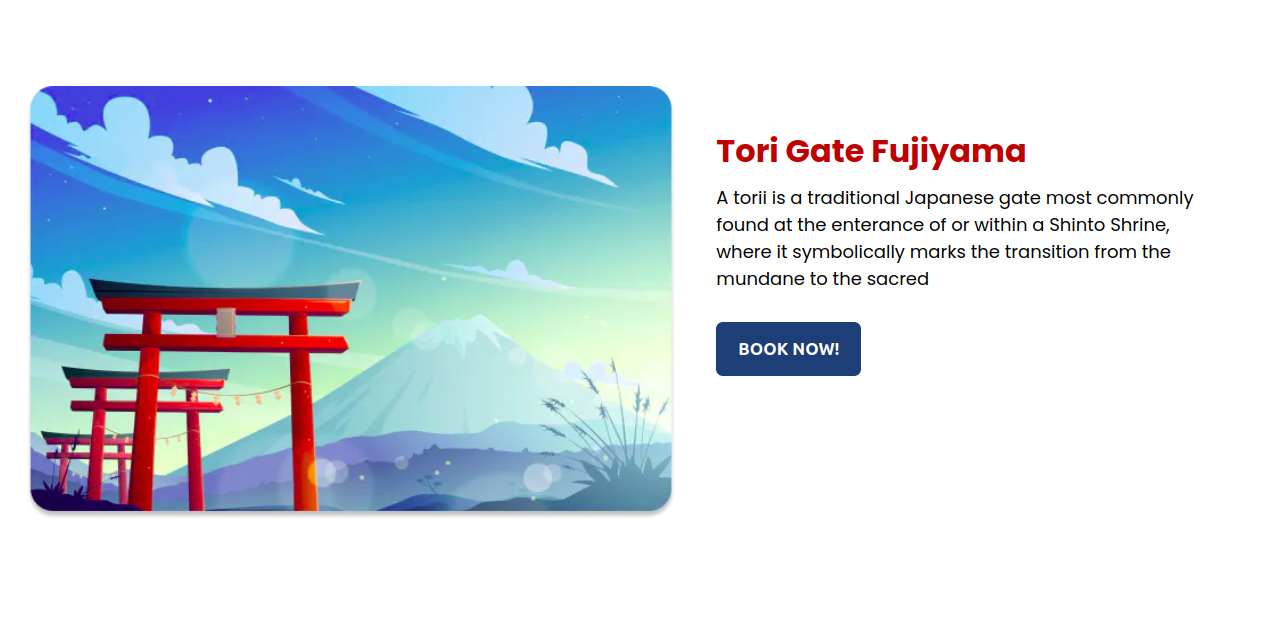 Tori Gate Fujiyama
A torii is a traditional Japanese gate most commonly
found at the enterance of or within a Shinto Shrine,
where it symbolically marks the transition from the
mundane to the sacred
BOOK NOW!